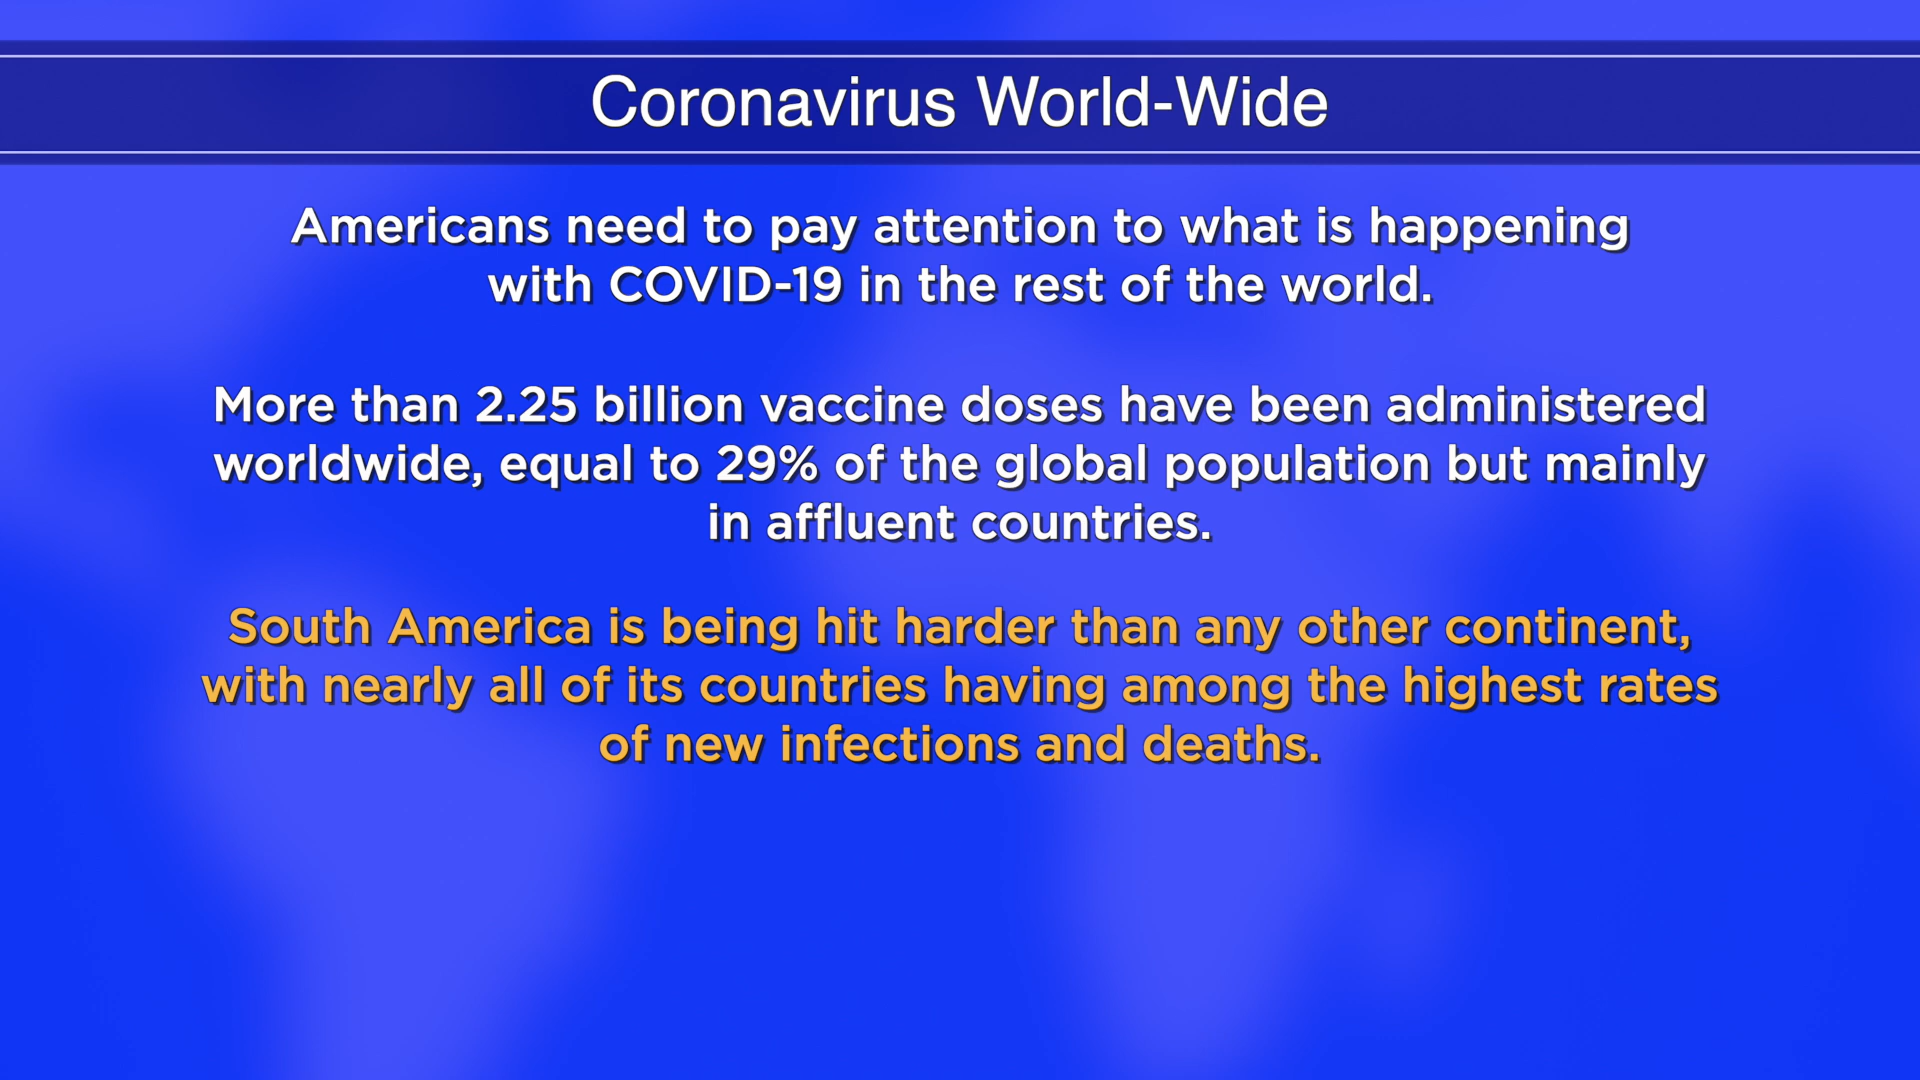 Coronavirus World-Wide
Americans need to pay attention to what is happening
with COVID-19 in the rest of the world.
More than 2.25 billion vaccine doses have been administered
worldwide, equal to 29% of the global population but mainly
in affluent countries.
South America is being hit harder than any other continent,
with nearly all of its countries having among the highest rates
of new infections and deaths.